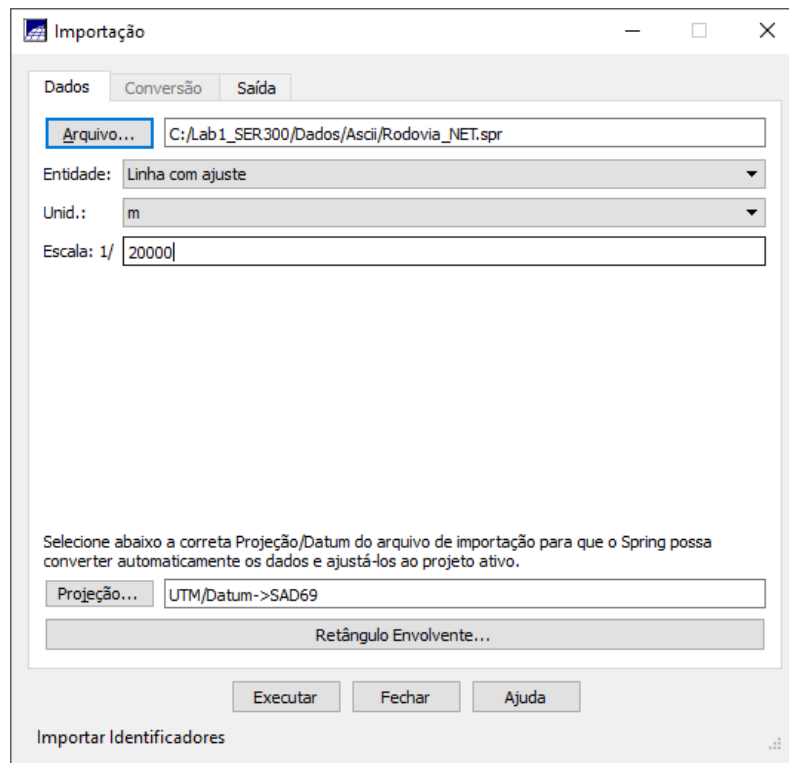 Importação
Dados Conversão Saída
Arquivo... C:/Lab1_SER300/Dados/Ascii/Rodovia_NET.spr
Entidade: Linha com ajuste
Unid.: m
Escala: 1/ 20000
Selecione abaixo a correta Projeção/Datum do arquivo de importação para que o Spring possa
converter automaticamente os dados e ajustá-los ao projeto ativo.
Projeção... UTM/Datum->SAD69
Retângulo Envolvente...
Executar Fechar Ajuda
Importar Identificadores